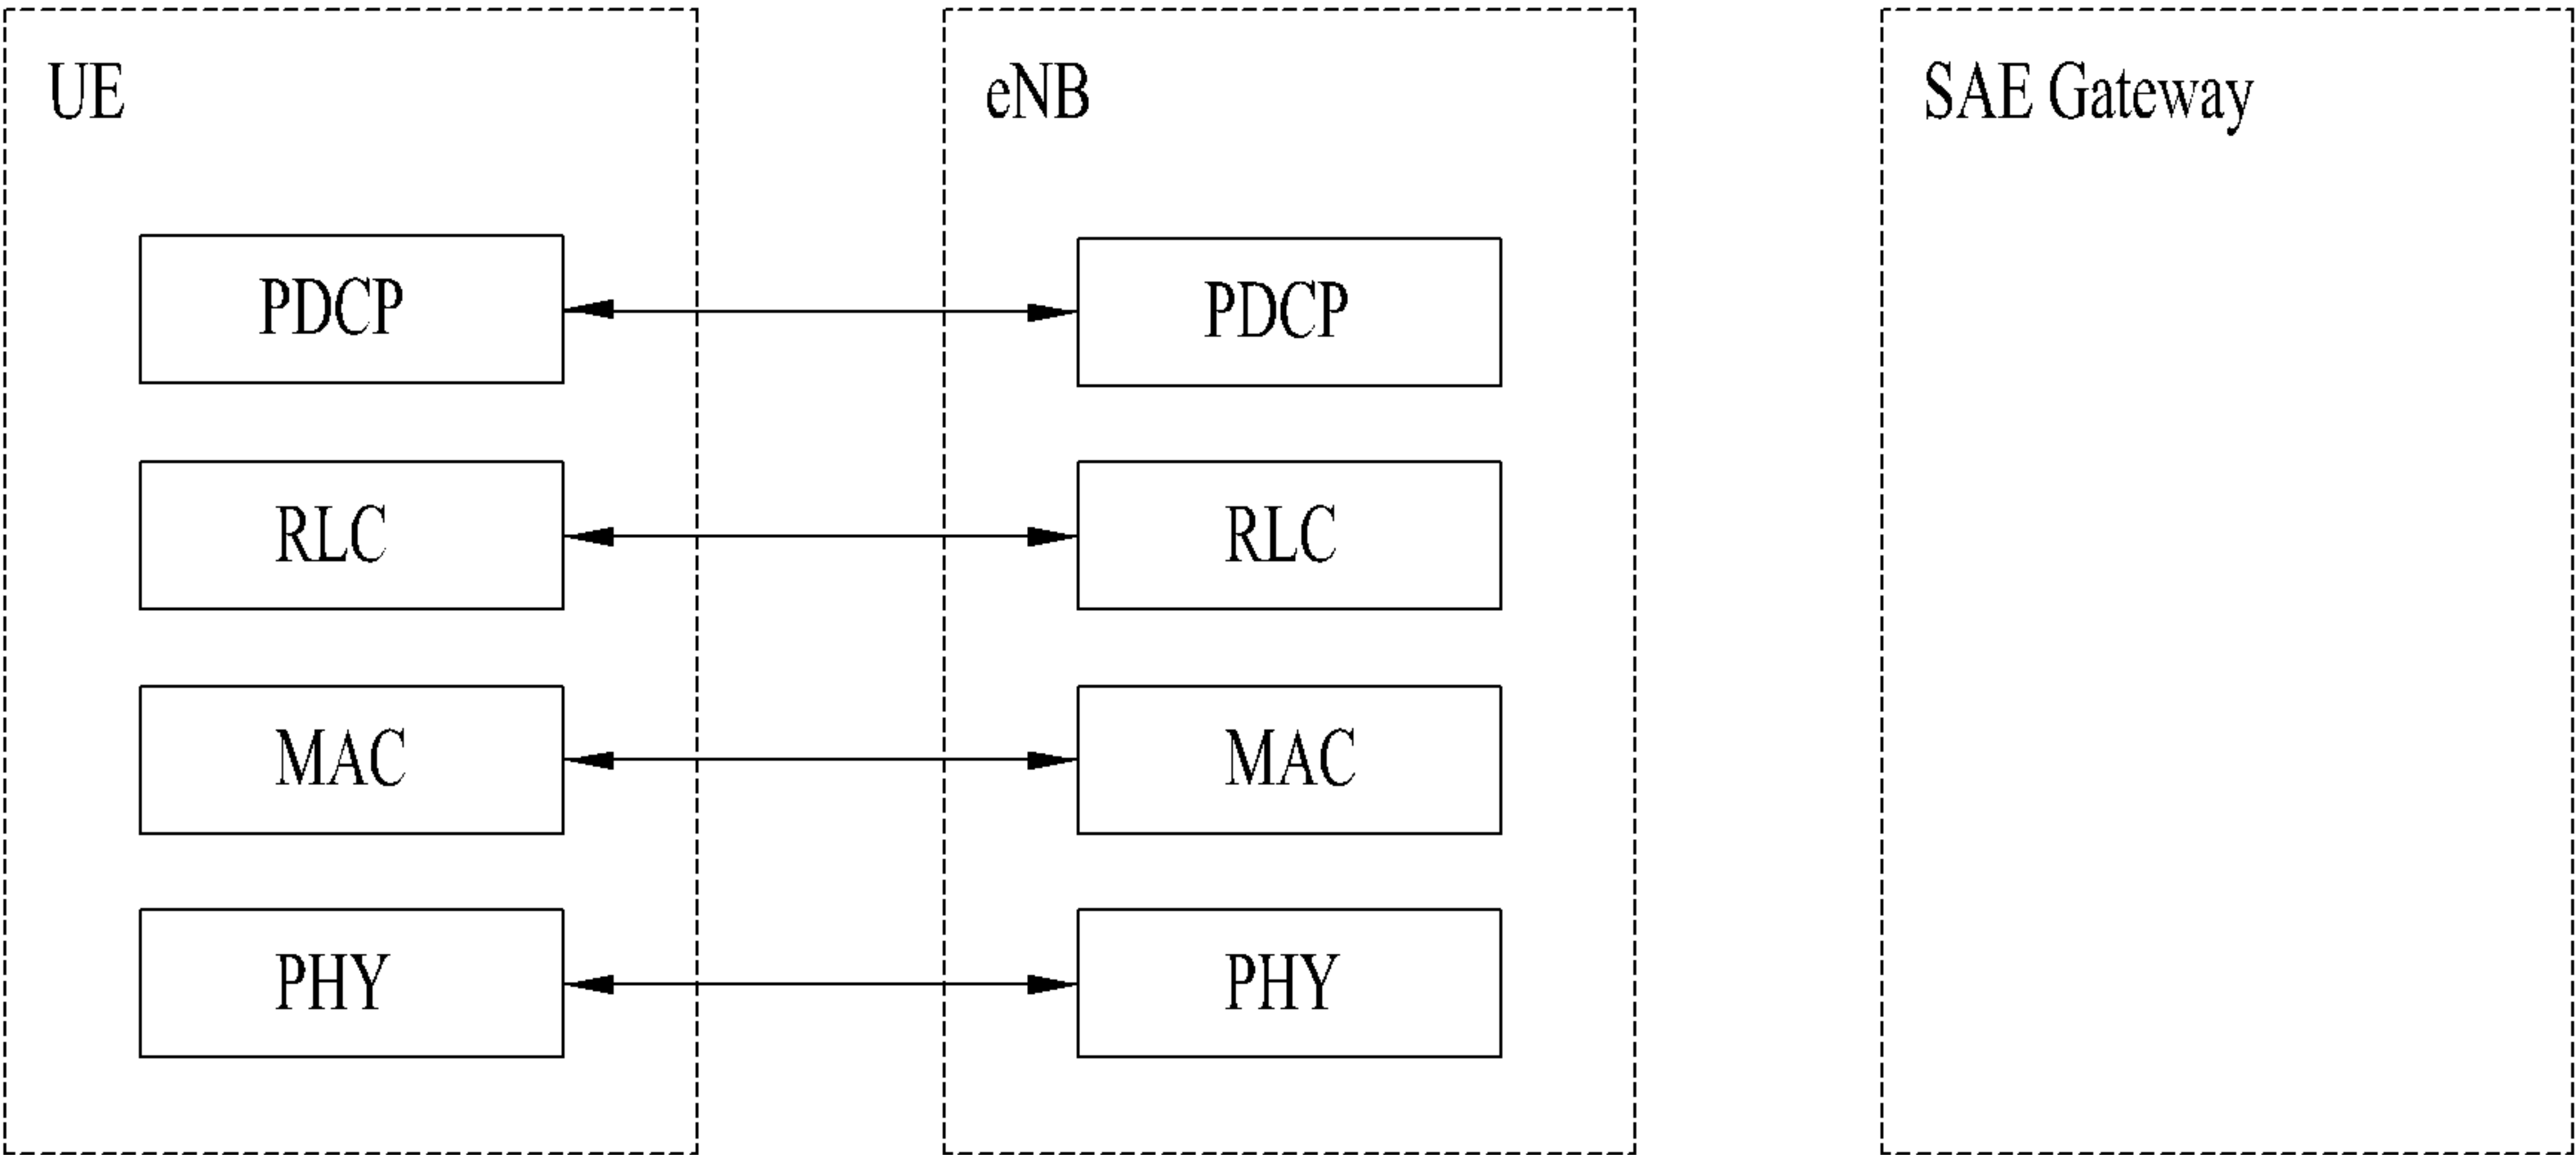 UE
eNB
SAE Gateway
PDCP
PDCP
RLC
RLC
MAC
MAC
PHY
PHY